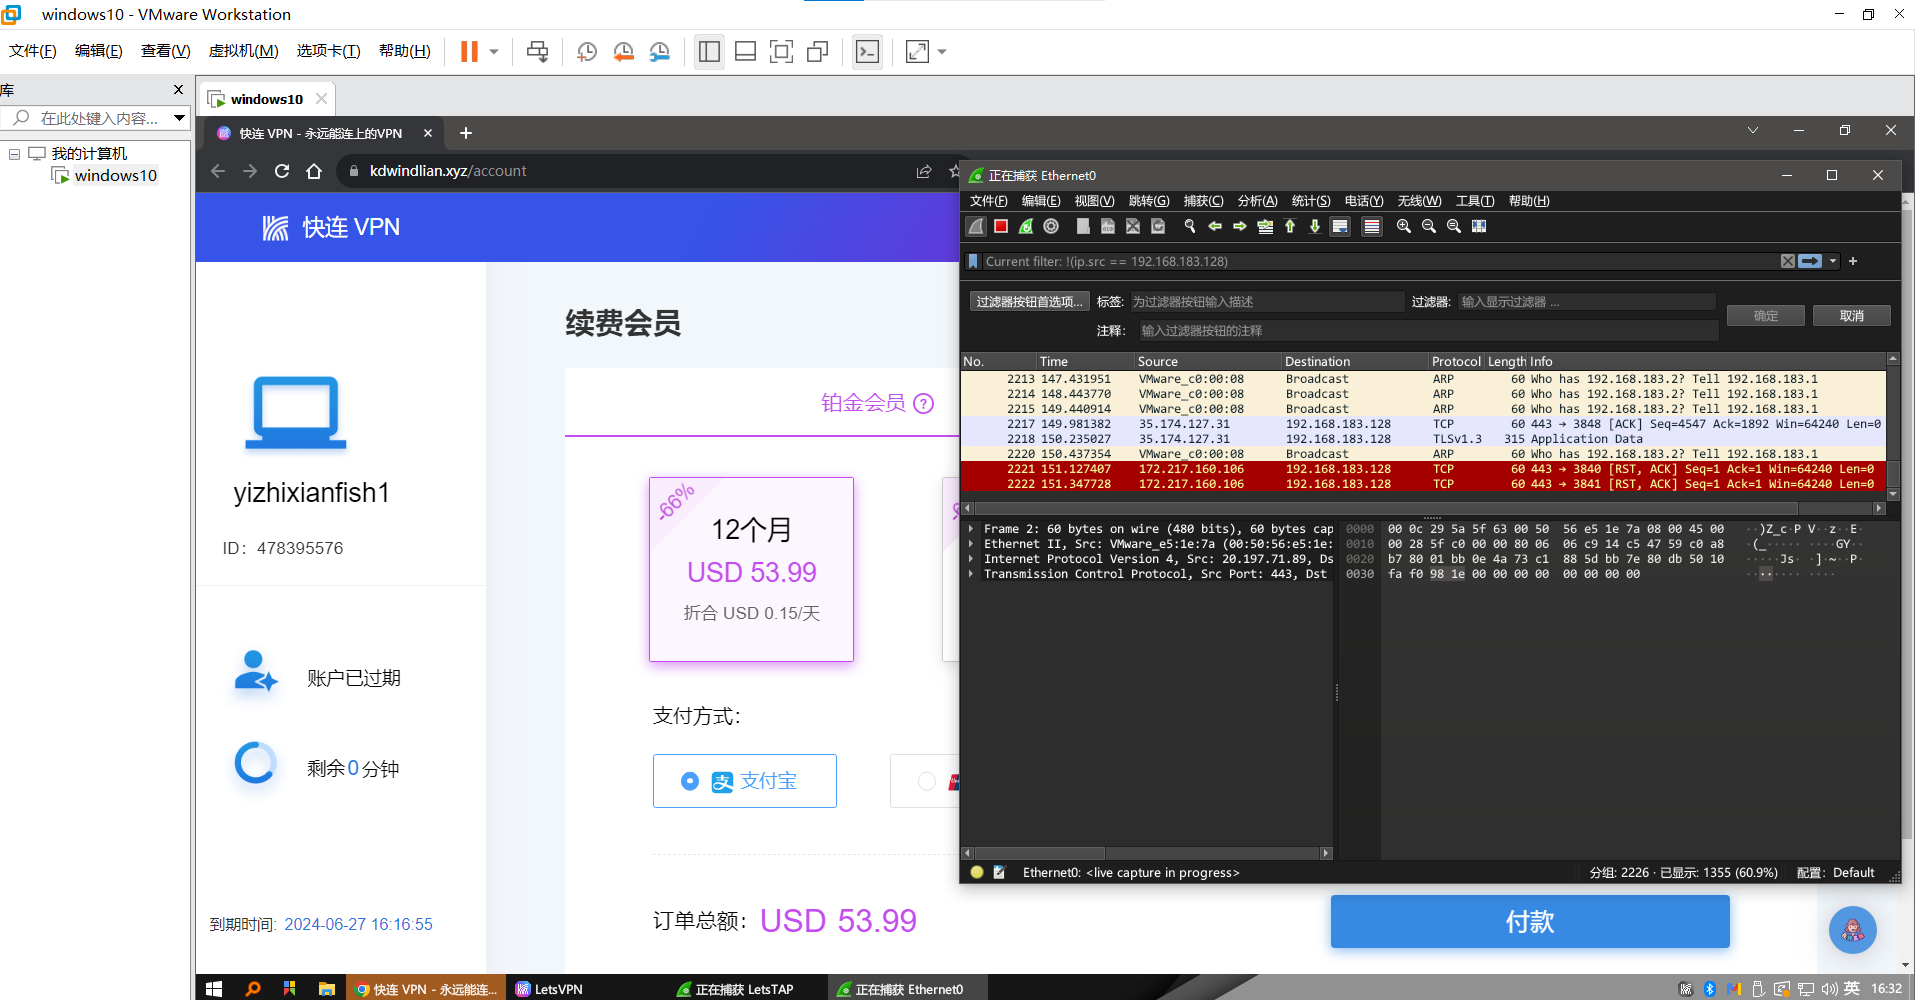 windows10 - VMware Workstation
文件(F) 编辑(E) 查看(V) 虚拟机(M) 选项卡(T) 帮助(H)
库
在此处键入内容...
我的计算机
windows10
windows10
快连 VPN - 永远能连上的VPN
kdwindlian.xyz/account
快连 VPN
yizhixianfish1
ID：478395576
账户已过期
剩余0分钟
到期时间: 2024-06-27 16:16:55
续费会员
铂金会员
-66%
12个月
USD 53.99
折合 USD 0.15/天
支付方式：
支付宝
订单总额：USD 53.99
付款
正在捕获 Ethernet0
文件(F) 编辑(E) 视图(V) 跳转(G) 捕获(C) 分析(A) 统计(S) 电话(Y) 无线(W) 工具(T) 帮助(H)
Current filter: !(ip.src == 192.168.183.128)
过滤器按钮首选项... 标签: 为过滤器按钮输入描述 过滤器: 输入显示过滤器 ...
注释: 输入过滤器按钮的注释
确定 取消
No. Time Source Destination Protocol Length Info
2213 147.431951 VMware_c0:00:08 Broadcast ARP 60 Who has 192.168.183.2? Tell 192.168.183.1
2214 148.443770 VMware_c0:00:08 Broadcast ARP 60 Who has 192.168.183.2? Tell 192.168.183.1
2215 149.440914 VMware_c0:00:08 Broadcast ARP 60 Who has 192.168.183.2? Tell 192.168.183.1
2217 149.981382 35.174.127.31 192.168.183.128 TCP 60 443 → 3848 [ACK] Seq=4547 Ack=1892 Win=64240 Len=0
2218 150.235027 35.174.127.31 192.168.183.128 TLSv1.3 315 Application Data
2220 150.437354 VMware_c0:00:08 Broadcast ARP 60 Who has 192.168.183.2? Tell 192.168.183.1
2221 151.127407 172.217.160.106 192.168.183.128 TCP 60 443 → 3840 [RST, ACK] Seq=1 Ack=1 Win=64240 Len=0
2222 151.347728 172.217.160.106 192.168.183.128 TCP 60 443 → 3841 [RST, ACK] Seq=1 Ack=1 Win=64240 Len=0
Frame 2: 60 bytes on wire (480 bits), 60 bytes cap
Ethernet II, Src: VMware_e5:1e:7a (00:50:56:e5:1e:
Internet Protocol Version 4, Src: 20.197.71.89, Ds
Transmission Control Protocol, Src Port: 443, Dst
0000 00 0c 29 5a 5f 63 00 50 56 e5 1e 7a 08 00 45 00 ··)Z_c·P V··z··E·
0010 00 28 5f c0 00 00 80 06 06 c9 14 c5 47 59 c0 a8 ·(_····· ····GY··
0020 b7 80 01 bb 0e 4a 73 c1 88 5d bb 7e 80 db 50 10 ·····Js· ·]·~··P·
0030 fa f0 98 1e 00 00 00 00 00 00 00 00 ········ ····
Ethernet0: <live capture in progress>
分组: 2226 · 已显示: 1355 (60.9%)
配置: Default
快连 VPN - 永远能连...
LetsVPN
正在捕获 LetsTAP
正在捕获 Ethernet0
英
16:32